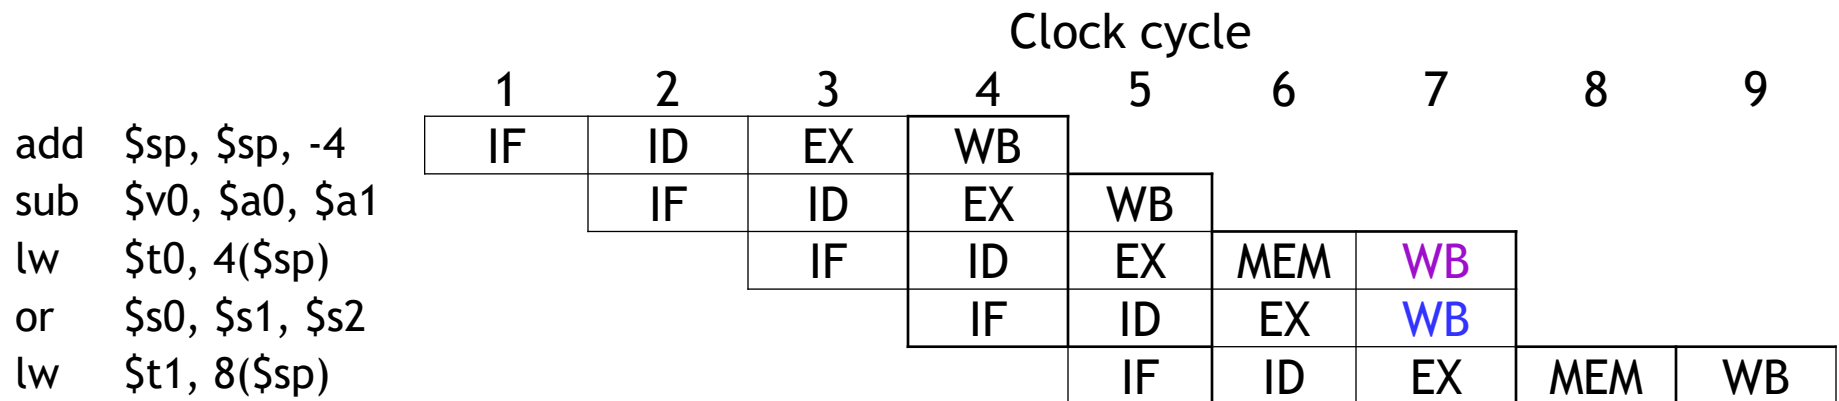 Clock cycle
1 2 3 4 5 6 7 8 9
add $sp, $sp, -4 IF ID EX WB
sub $v0, $a0, $a1 IF ID EX WB
lw $t0, 4($sp) IF ID EX MEM WB
or $s0, $s1, $s2 IF ID EX WB
lw $t1, 8($sp) IF ID EX MEM WB